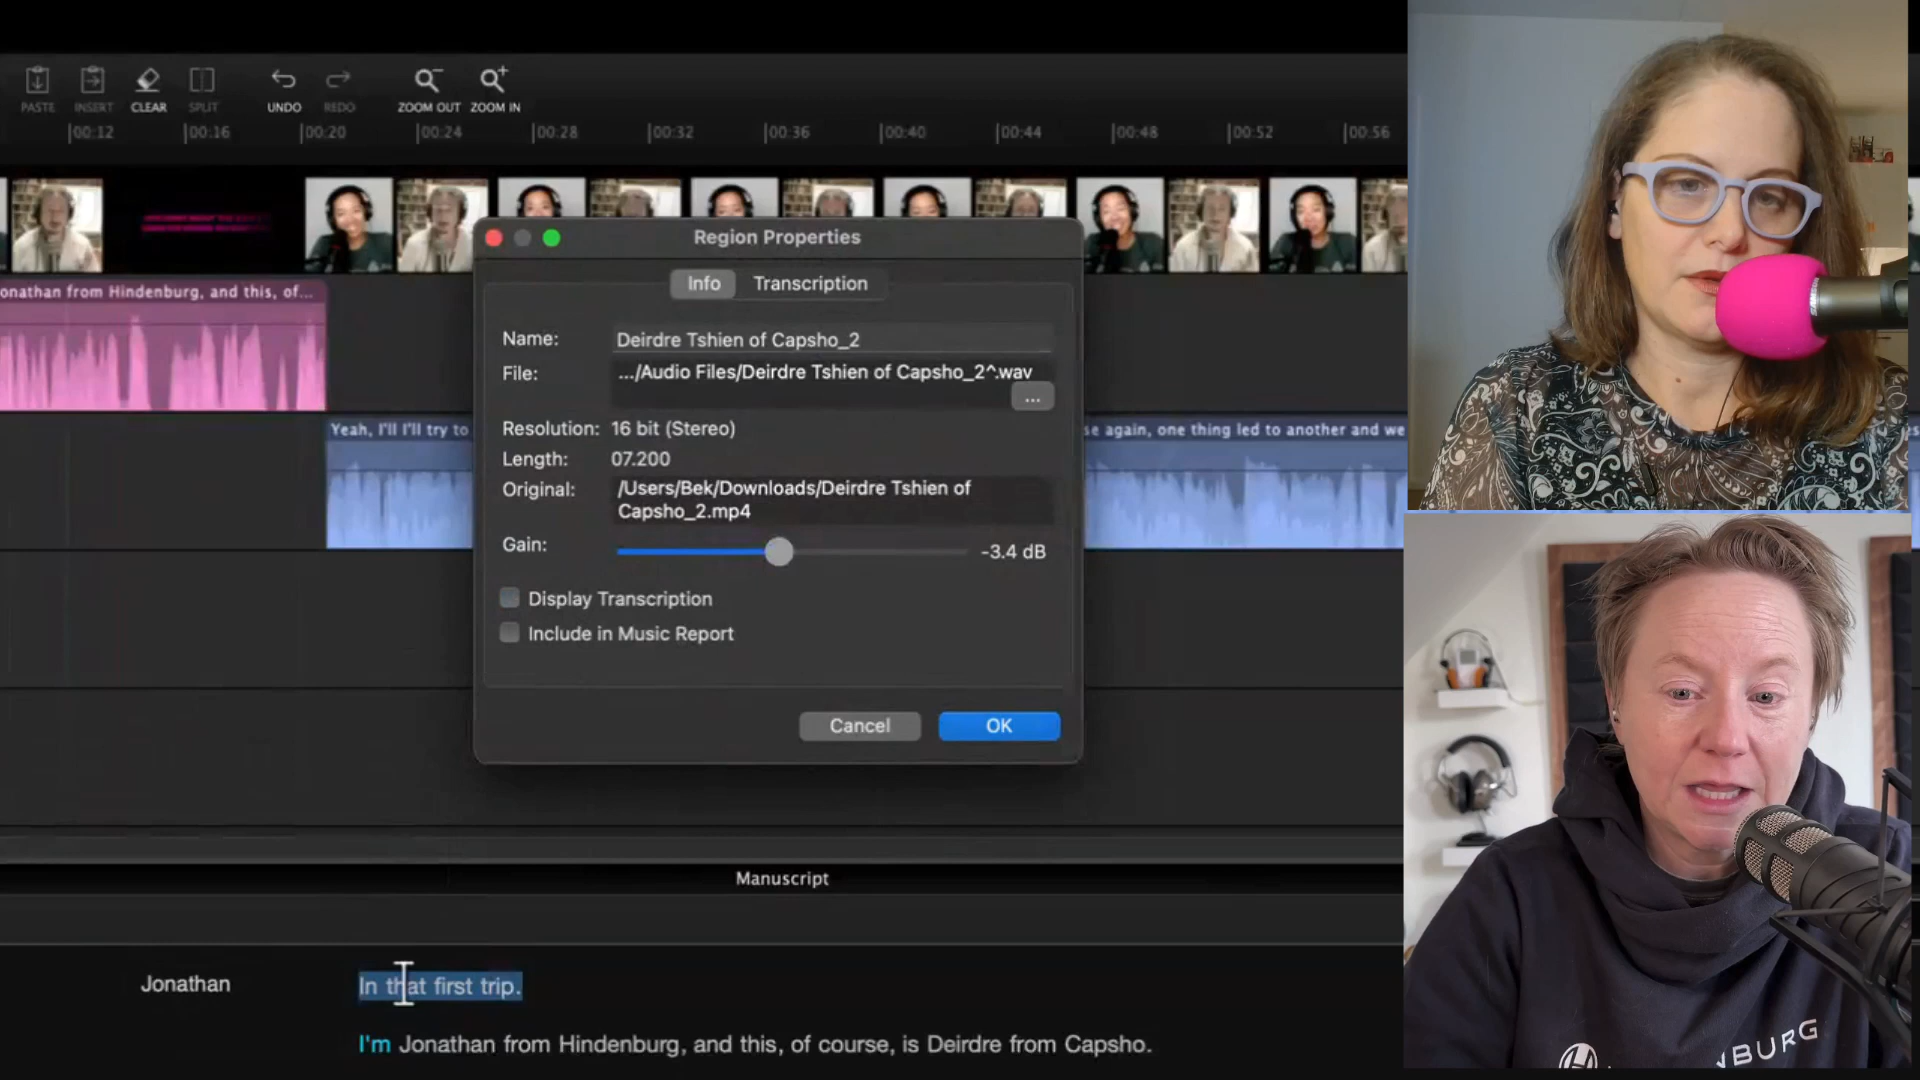 PASTE INSERT CLEAR SPLIT UNDO REDO ZOOM OUT ZOOM IN
|00:12 |00:16 |00:20 |00:24 |00:28 |00:32 |00:36 |00:40 |00:44 |00:48 |00:52 |00:56
Region Properties
Info Transcription
onathan from Hindenburg, and this, of...
Name: Deirdre Tshien of Capsho_2
File: .../Audio Files/Deirdre Tshien of Capsho_2^.wav
...
Yeah, I'll I'll try to
se again, one thing led to another and we
Resolution: 16 bit (Stereo)
Length: 07.200
Original: /Users/Bek/Downloads/Deirdre Tshien of
Capsho_2.mp4
Gain: -3.4 dB
Display Transcription
Include in Music Report
Cancel OK
Manuscript
Jonathan In that first trip.
I'm Jonathan from Hindenburg, and this, of course, is Deirdre from Capsho.
NBURG